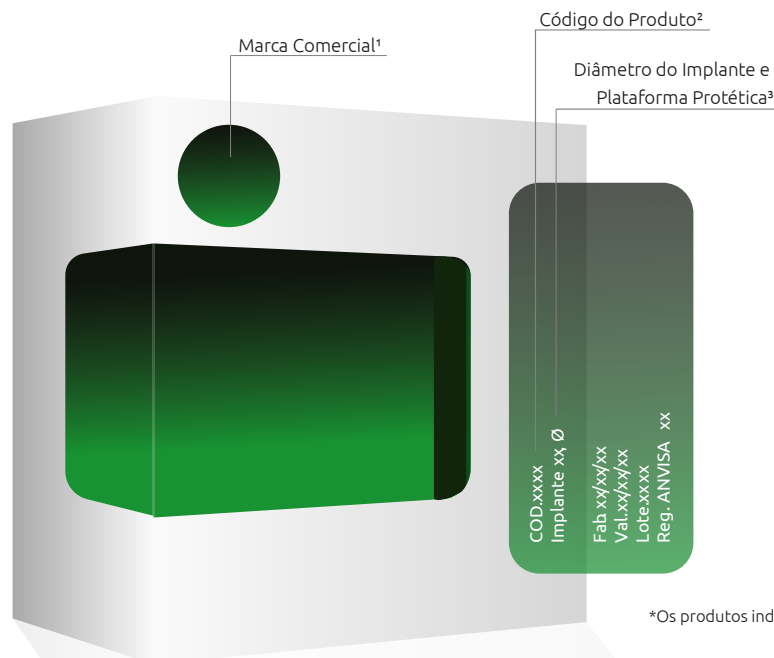 Código do Produto²
Marca Comercial¹
Diâmetro do Implante e
Plataforma Protética³
COD.xxxx
Implante xx, Ø
Fab xx/xx/xx
Val.xx/xx/xx
Lote.xxxx
Reg. ANVISA xx
*Os produtos ind